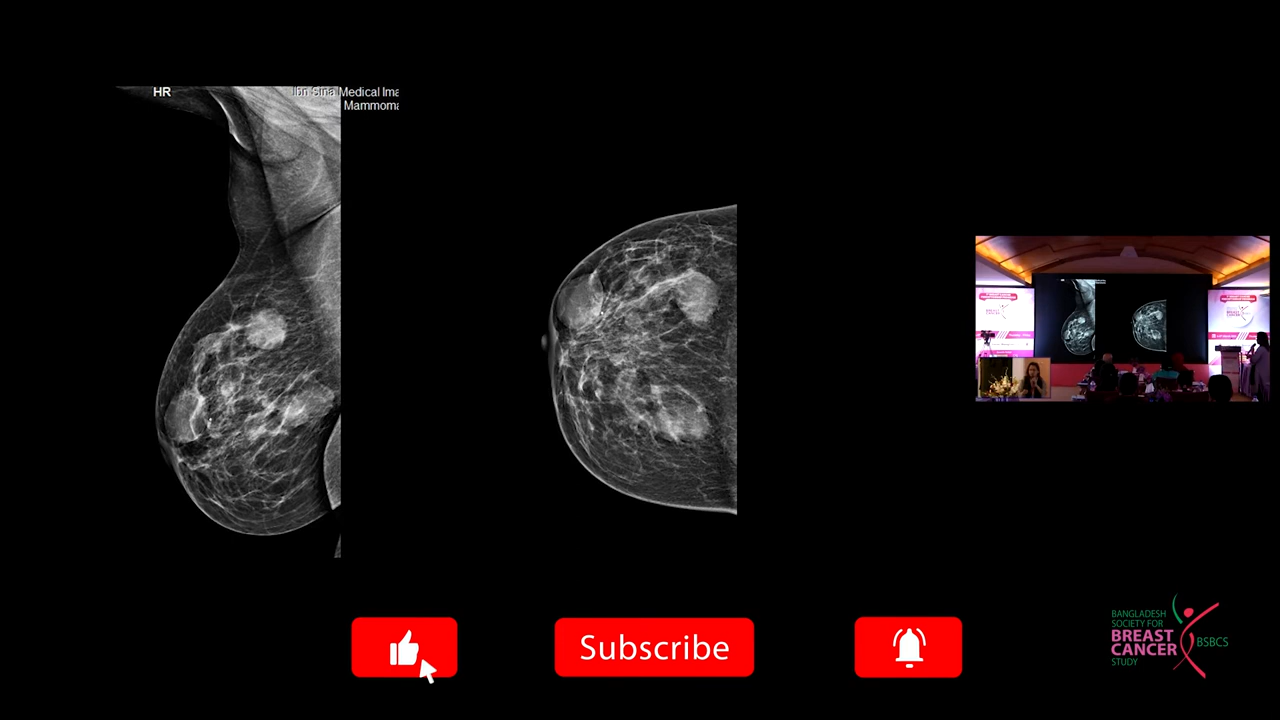 HR
Ibn Sina Medical Ima
Mammoma
Subscribe
BANGLADESH
SOCIETY FOR
BREAST
CANCER
STUDY
BSBCS